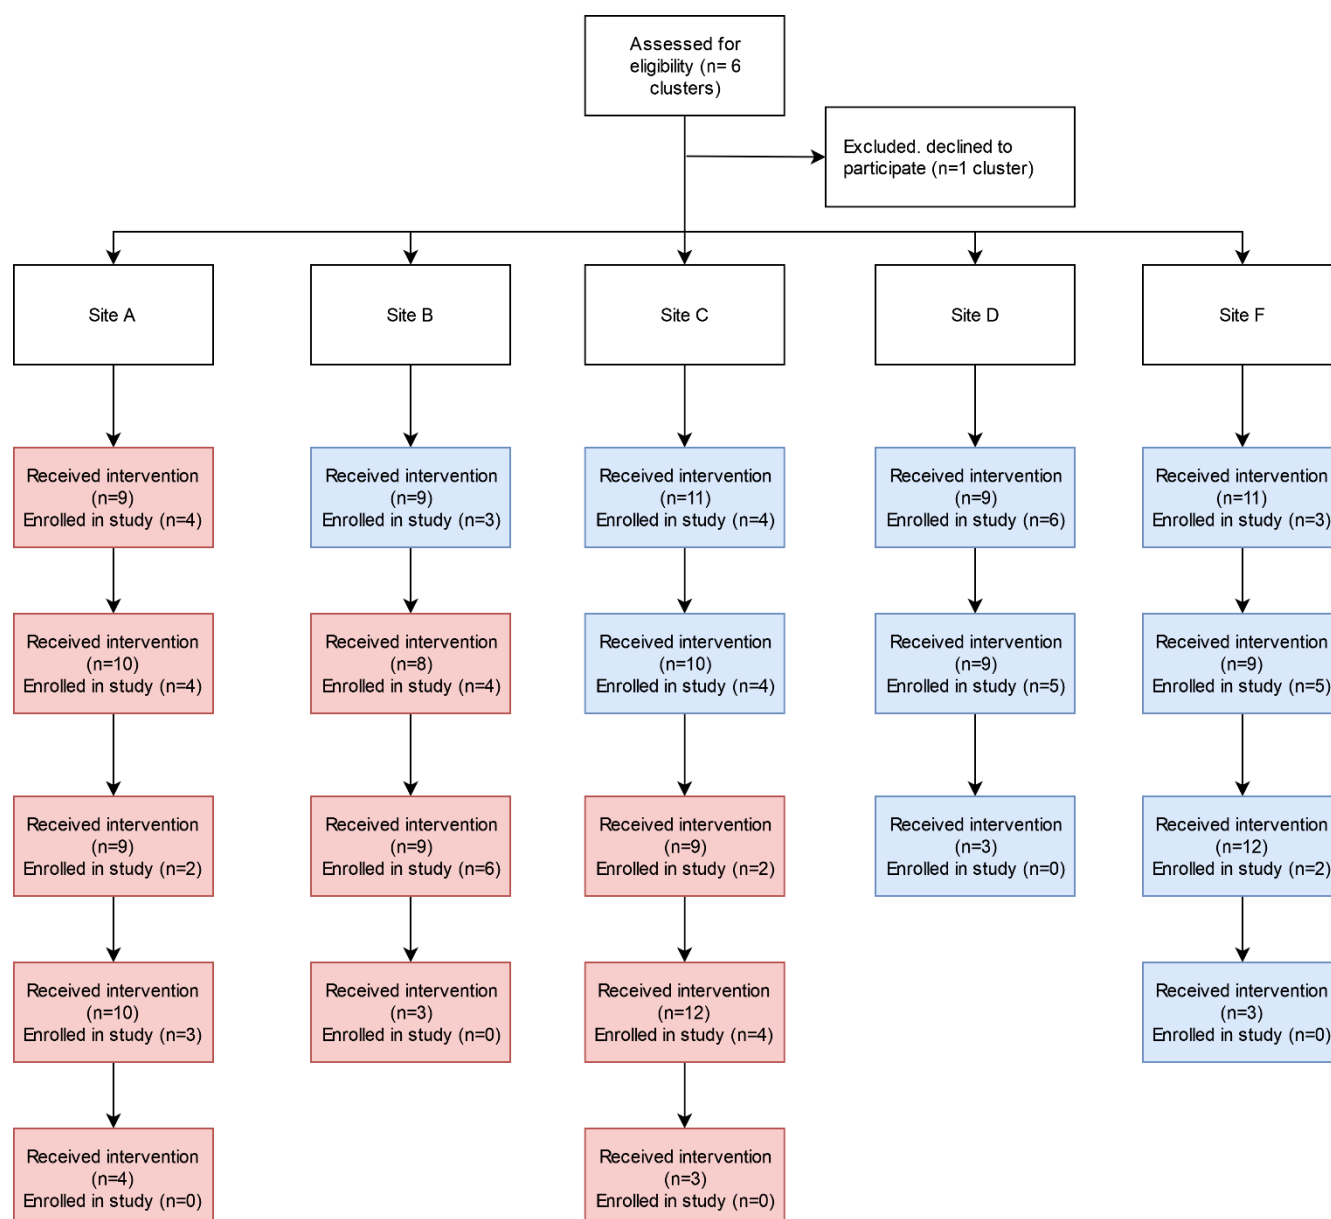 Assessed for
eligibility (n= 6
clusters)
Excluded. declined to
participate (n=1 cluster)
Site A
Site B
Site C
Site D
Site F
Received intervention
(n=9)
Enrolled in study (n=4)
Received intervention
(n=9)
Enrolled in study (n=3)
Received intervention
(n=11)
Enrolled in study (n=4)
Received intervention
(n=9)
Enrolled in study (n=6)
Received intervention
(n=11)
Enrolled in study (n=3)
Received intervention
(n=10)
Enrolled in study (n=4)
Received intervention
(n=8)
Enrolled in study (n=4)
Received intervention
(n=10)
Enrolled in study (n=4)
Received intervention
(n=9)
Enrolled in study (n=5)
Received intervention
(n=9)
Enrolled in study (n=5)
Received intervention
(n=9)
Enrolled in study (n=2)
Received intervention
(n=9)
Enrolled in study (n=6)
Received intervention
(n=9)
Enrolled in study (n=2)
Received intervention
(n=3)
Enrolled in study (n=0)
Received intervention
(n=12)
Enrolled in study (n=2)
Received intervention
(n=10)
Enrolled in study (n=3)
Received intervention
(n=3)
Enrolled in study (n=0)
Received intervention
(n=12)
Enrolled in study (n=4)
Received intervention
(n=3)
Enrolled in study (n=0)
Received intervention
(n=4)
Enrolled in study (n=0)
Received intervention
(n=3)
Enrolled in study (n=0)